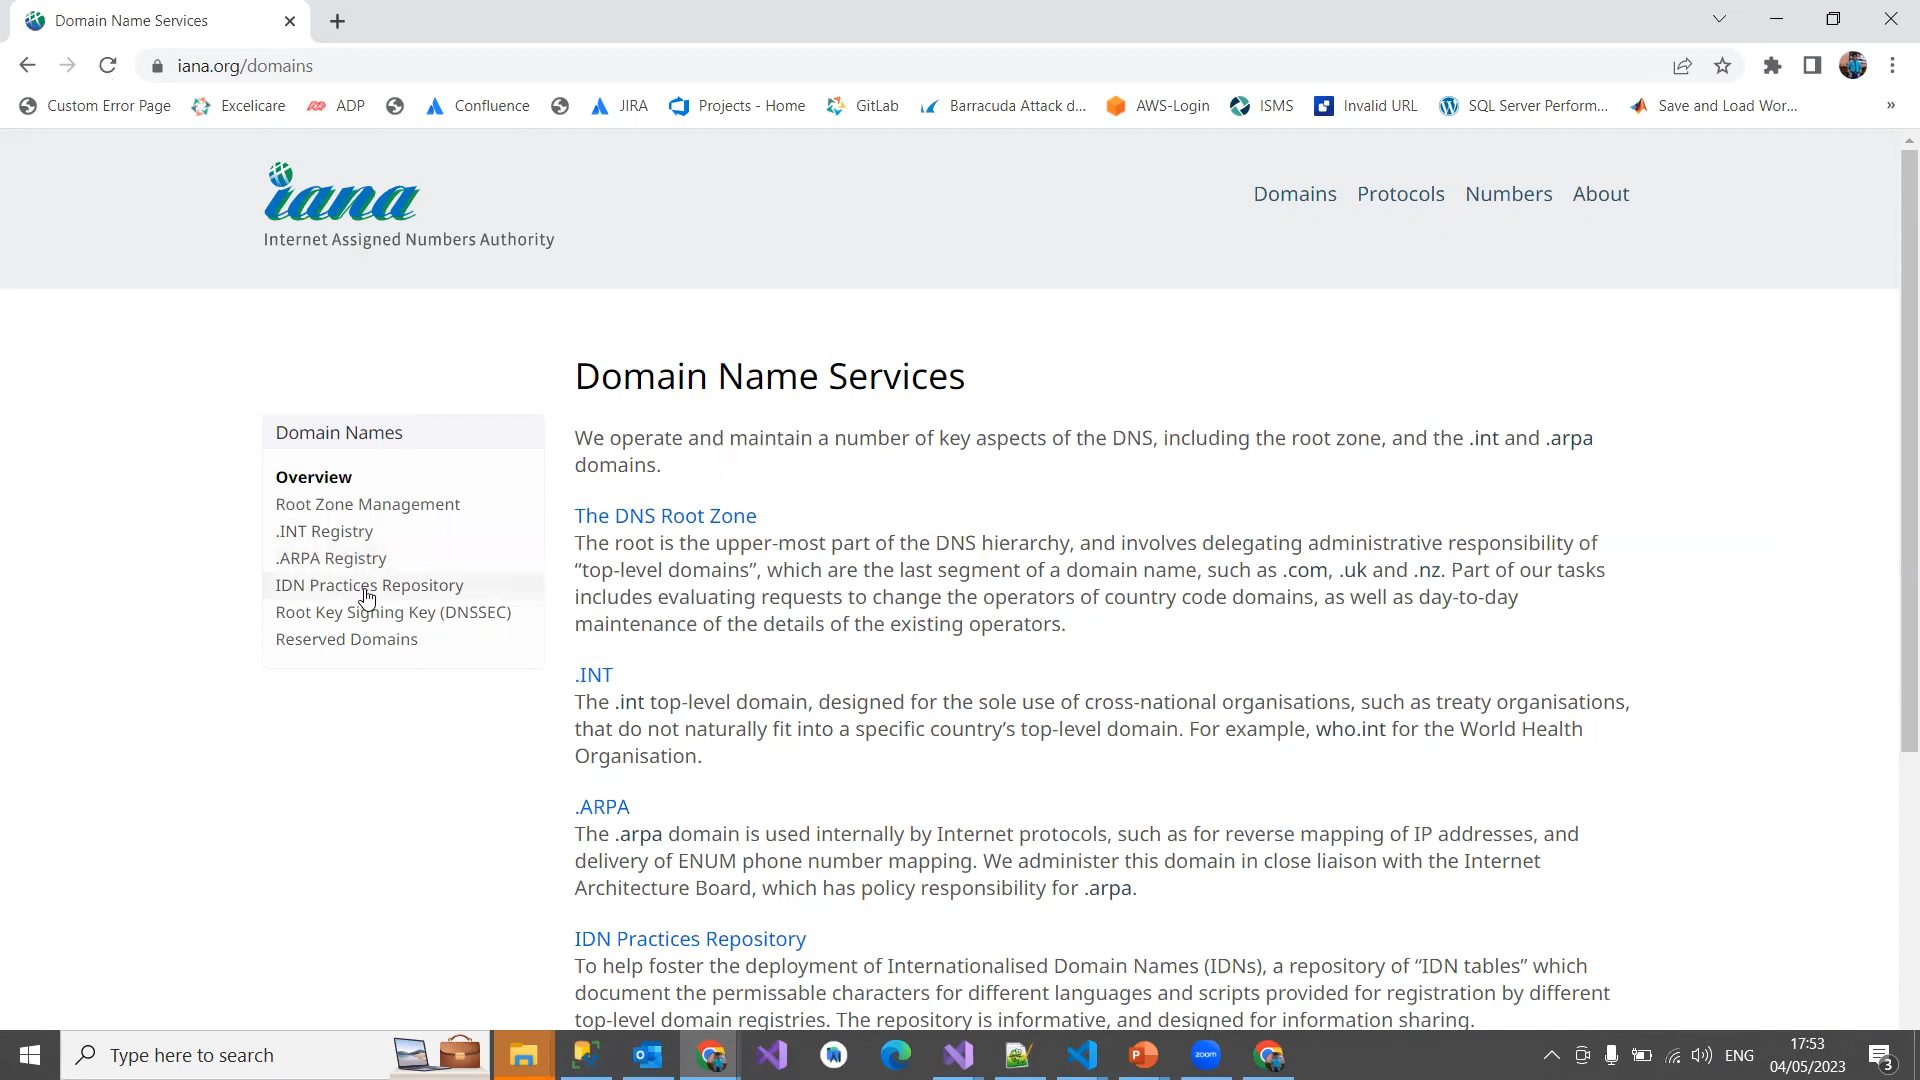 Domain Name Services
iana.org/domains
Custom Error Page
Excelicare
ADP
Confluence
JIRA
Projects - Home
GitLab
Barracuda Attack d...
AWS-Login
ISMS
Invalid URL
SQL Server Perform...
Save and Load Wor...
»
iana
Internet Assigned Numbers Authority
Domains Protocols Numbers About
Domain Name Services
Domain Names
Overview
Root Zone Management
.INT Registry
.ARPA Registry
IDN Practices Repository
Root Key Signing Key (DNSSEC)
Reserved Domains
We operate and maintain a number of key aspects of the DNS, including the root zone, and the .int and .arpa
domains.
The DNS Root Zone
The root is the upper-most part of the DNS hierarchy, and involves delegating administrative responsibility of
“top-level domains”, which are the last segment of a domain name, such as .com, .uk and .nz. Part of our tasks
includes evaluating requests to change the operators of country code domains, as well as day-to-day
maintenance of the details of the existing operators.
.INT
The .int top-level domain, designed for the sole use of cross-national organisations, such as treaty organisations,
that do not naturally fit into a specific country’s top-level domain. For example, who.int for the World Health
Organisation.
.ARPA
The .arpa domain is used internally by Internet protocols, such as for reverse mapping of IP addresses, and
delivery of ENUM phone number mapping. We administer this domain in close liaison with the Internet
Architecture Board, which has policy responsibility for .arpa.
IDN Practices Repository
To help foster the deployment of Internationalised Domain Names (IDNs), a repository of “IDN tables” which
document the permissable characters for different languages and scripts provided for registration by different
top-level domain registries. The repository is informative, and designed for information sharing.
Type here to search
zoom
ENG
17:53
04/05/2023
3